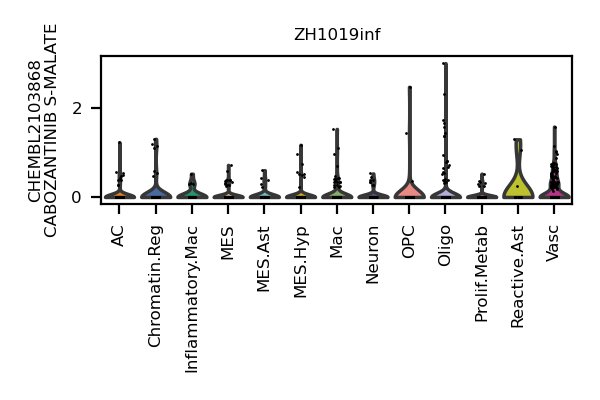 ZH1019inf
CHEMBL2103868
CABOZANTINIB S-MALATE
2
0
AC
Chromatin.Reg
Inflammatory.Mac
MES
MES.Ast
MES.Hyp
Mac
Neuron
OPC
Oligo
Prolif.Metab
Reactive.Ast
Vasc